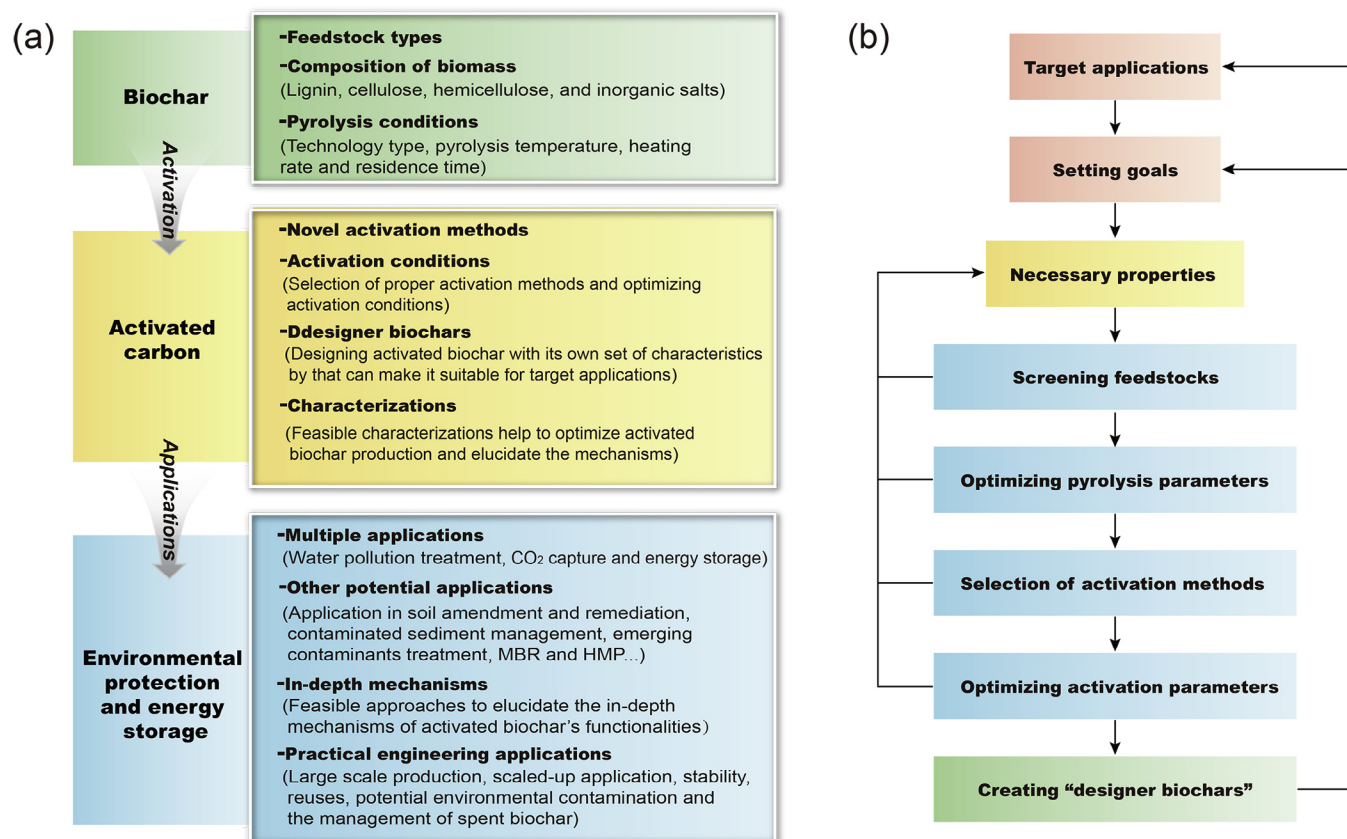 (a)
Biochar
-Feedstock types
-Composition of biomass
(Lignin, cellulose, hemicellulose, and inorganic salts)
-Pyrolysis conditions
(Technology type, pyrolysis temperature, heating
rate and residence time)
Activation
Activated
carbon
-Novel activation methods
-Activation conditions
(Selection of proper activation methods and optimizing
activation conditions)
-Ddesigner biochars
(Designing activated biochar with its own set of characteristics
by that can make it suitable for target applications)
-Characterizations
(Feasible characterizations help to optimize activated
biochar production and elucidate the mechanisms)
Applications
Environmental
protection
and energy
storage
-Multiple applications
(Water pollution treatment, CO₂ capture and energy storage)
-Other potential applications
(Application in soil amendment and remediation,
contaminated sediment management, emerging
contaminants treatment, MBR and HMP...)
-In-depth mechanisms
(Feasible approaches to elucidate the in-depth
mechanisms of activated biochar's functionalities)
-Practical engineering applications
(Large scale production, scaled-up application, stability,
reuses, potential environmental contamination and
the management of spent biochar)
(b)
Target applications
Setting goals
Necessary properties
Screening feedstocks
Optimizing pyrolysis parameters
Selection of activation methods
Optimizing activation parameters
Creating “designer biochars”